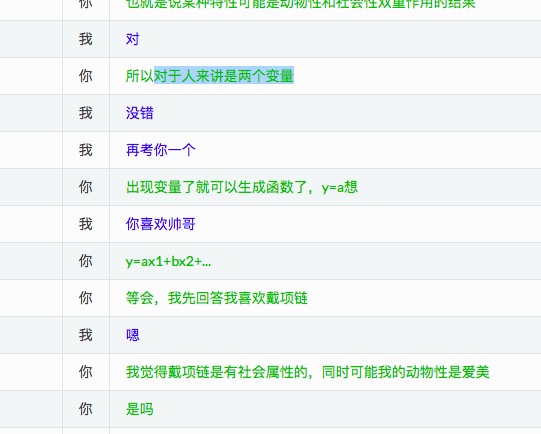 你 也就是说某种特性可能是动物性和社会性双重作用的结果
我 对
你 所以对于人来讲是两个变量
我 没错
我 再考你一个
你 出现变量了就可以生成函数了，y=a想
我 你喜欢帅哥
你 y=ax1+bx2+...
你 等会，我先回答我喜欢戴项链
我 嗯
你 我觉得戴项链是有社会属性的，同时可能我的动物性是爱美
你 是吗